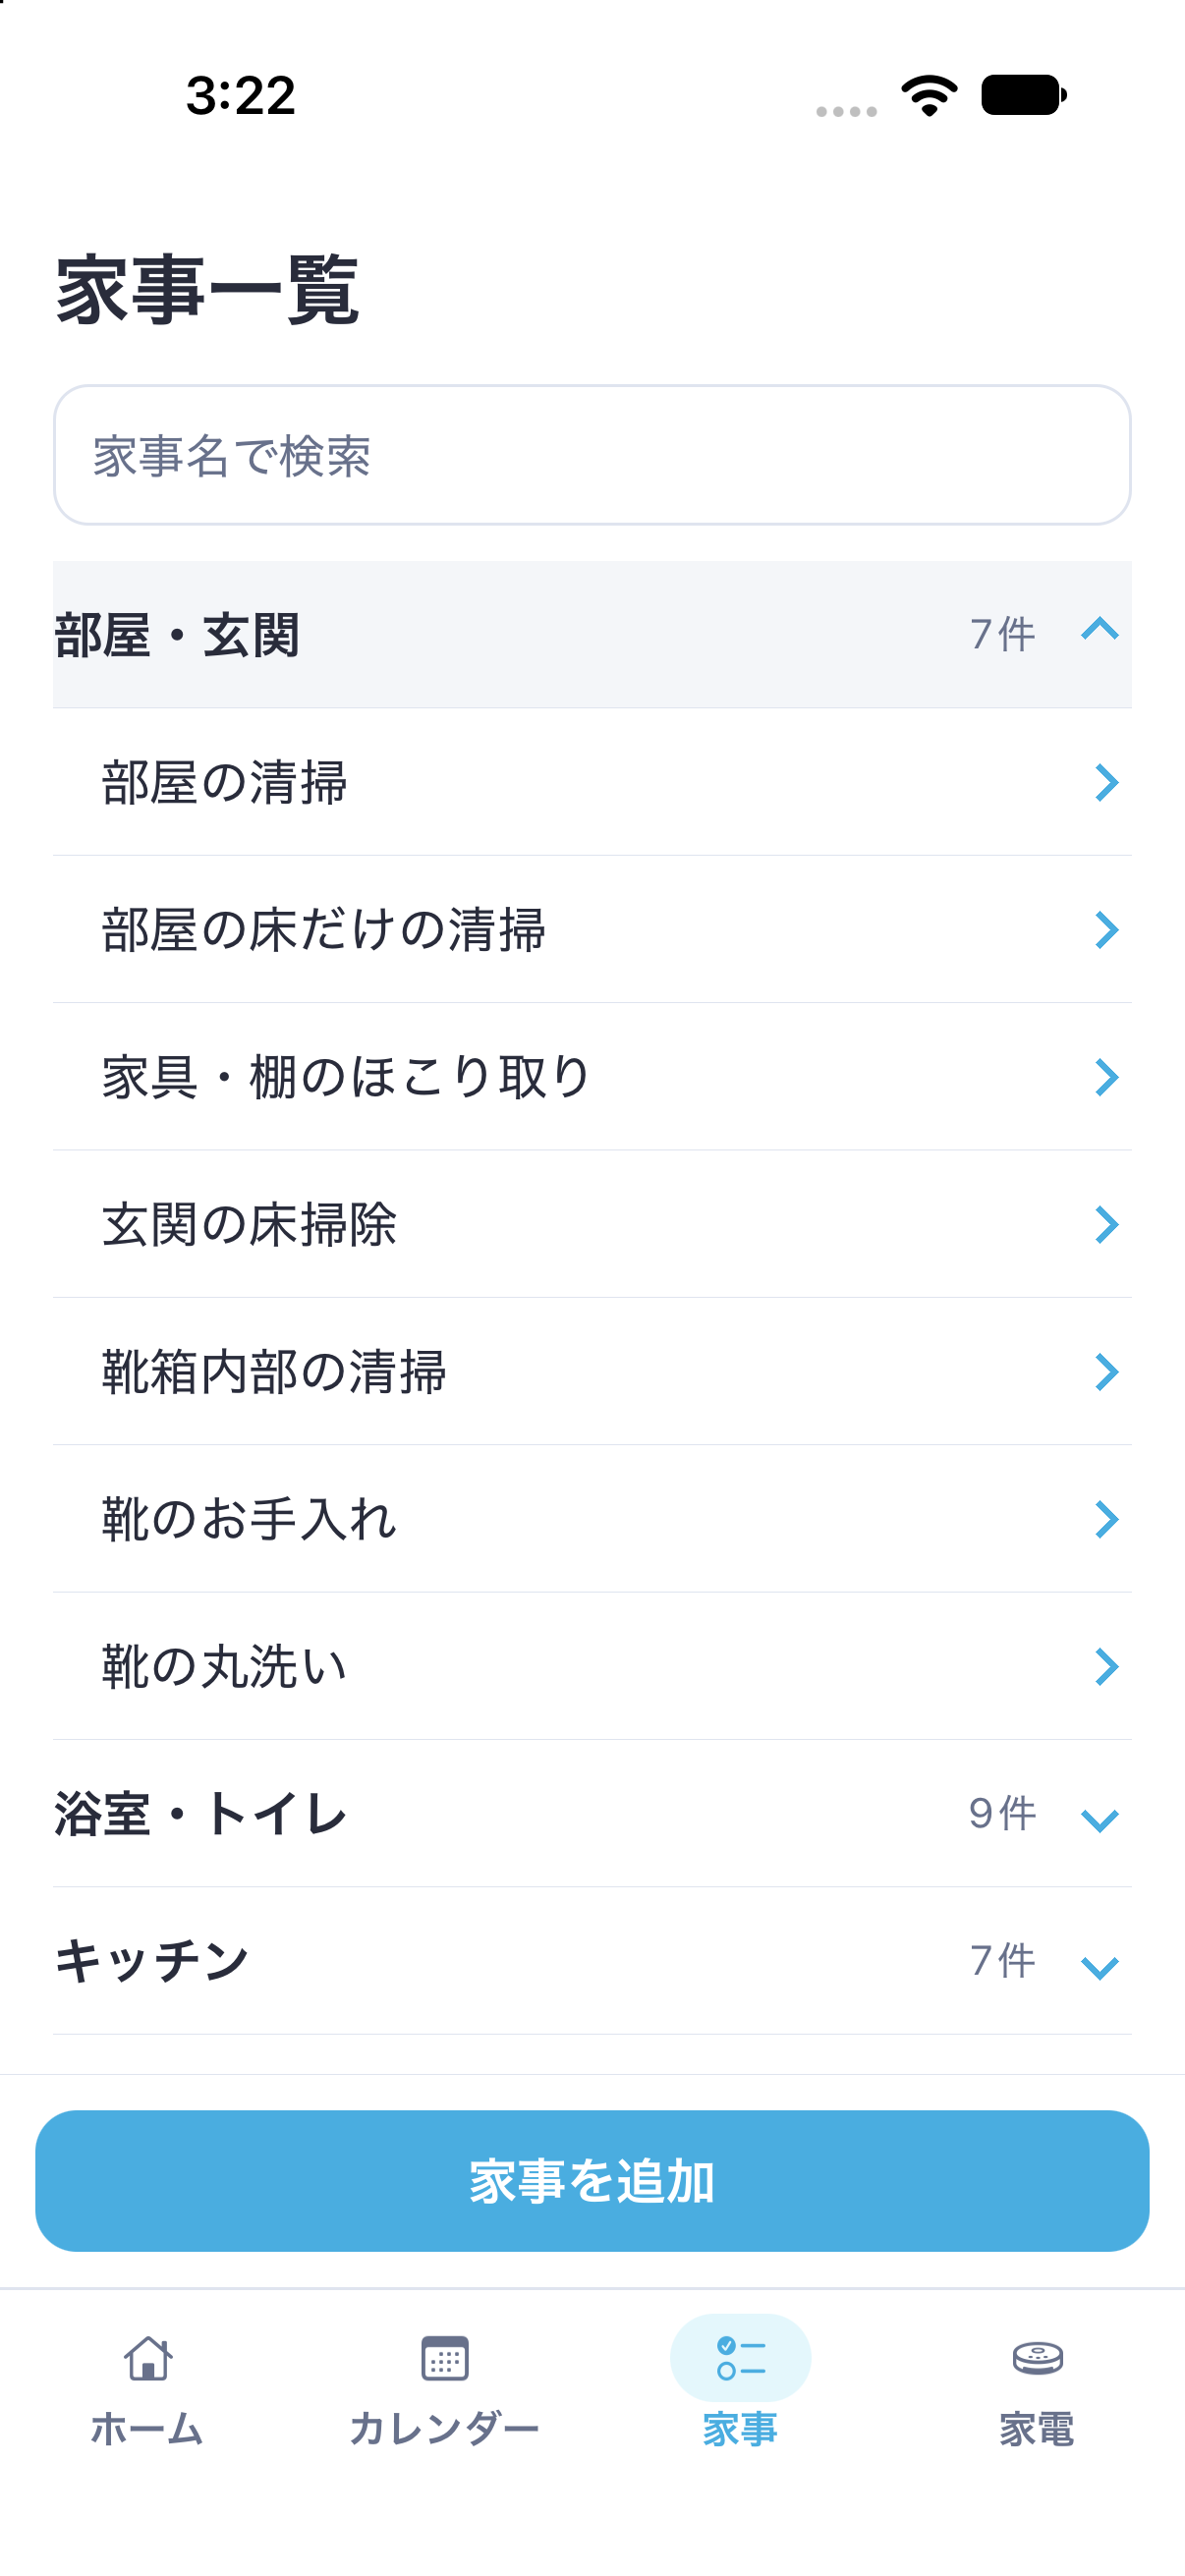 3:22
家事一覧
家事名で検索
部屋・玄関 7件
部屋の清掃
部屋の床だけの清掃
家具・棚のほこり取り
玄関の床掃除
靴箱内部の清掃
靴のお手入れ
靴の丸洗い
浴室・トイレ 9件
キッチン 7件
家事を追加
ホーム カレンダー 家事 家電